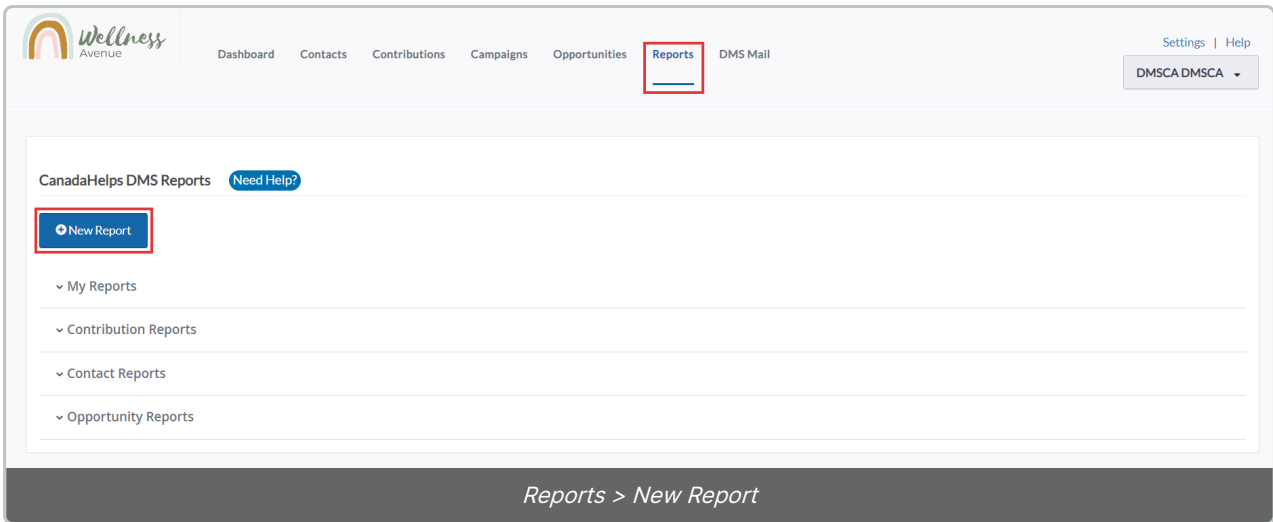 Wellness
Avenue
Dashboard Contacts Contributions Campaigns Opportunities Reports DMS Mail
Settings | Help
DMSCA DMSCA
CanadaHelps DMS Reports Need Help?
New Report
My Reports
Contribution Reports
Contact Reports
Opportunity Reports
Reports > New Report